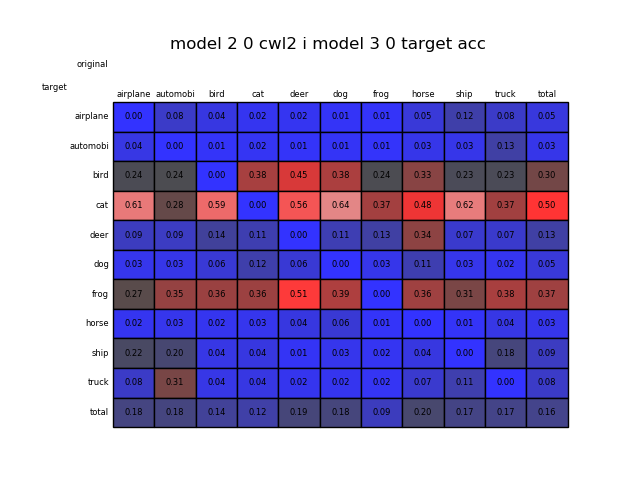 model 2 0 cwl2 i model 3 0 target acc
original
target
airplane automobi bird cat deer dog frog horse ship truck total
airplane 0.00 0.08 0.04 0.02 0.02 0.01 0.01 0.05 0.12 0.08 0.05
automobi 0.04 0.00 0.01 0.02 0.01 0.01 0.01 0.03 0.03 0.13 0.03
bird 0.24 0.24 0.00 0.38 0.45 0.38 0.24 0.33 0.23 0.23 0.30
cat 0.61 0.28 0.59 0.00 0.56 0.64 0.37 0.48 0.62 0.37 0.50
deer 0.09 0.09 0.14 0.11 0.00 0.11 0.13 0.34 0.07 0.07 0.13
dog 0.03 0.03 0.06 0.12 0.06 0.00 0.03 0.11 0.03 0.02 0.05
frog 0.27 0.35 0.36 0.36 0.51 0.39 0.00 0.36 0.31 0.38 0.37
horse 0.02 0.03 0.02 0.03 0.04 0.06 0.01 0.00 0.01 0.04 0.03
ship 0.22 0.20 0.04 0.04 0.01 0.03 0.02 0.04 0.00 0.18 0.09
truck 0.08 0.31 0.04 0.04 0.02 0.02 0.02 0.07 0.11 0.00 0.08
total 0.18 0.18 0.14 0.12 0.19 0.18 0.09 0.20 0.17 0.17 0.16